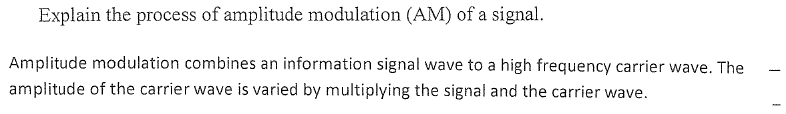 Explain the process of amplitude modulation (AM) of a signal.
Amplitude modulation combines an information signal wave to a high frequency carrier wave. The
amplitude of the carrier wave is varied by multiplying the signal and the carrier wave.